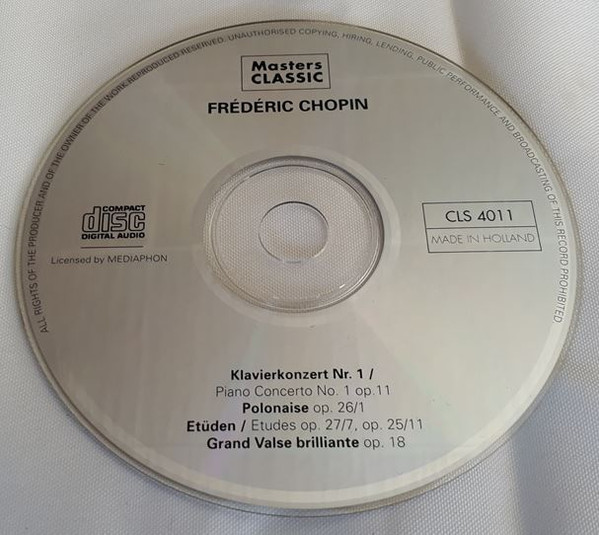 ALL RIGHTS OF THE PRODUCER AND OF THE OWNER OF THE WORK REPRODUCED RESERVED. UNAUTHORISED COPYING, HIRING, LENDING, PUBLIC PERFORMANCE AND BROADCASTING OF THIS RECORD PROHIBITED
Masters
CLASSIC
FRÉDÉRIC CHOPIN
COMPACT
disc
DIGITAL AUDIO
Licensed by MEDIAPHON
CLS 4011
MADE IN HOLLAND
Klavierkonzert Nr. 1 /
Piano Concerto No. 1 op.11
Polonaise op. 26/1
Etüden / Etudes op. 27/7, op. 25/11
Grand Valse brilliante op. 18